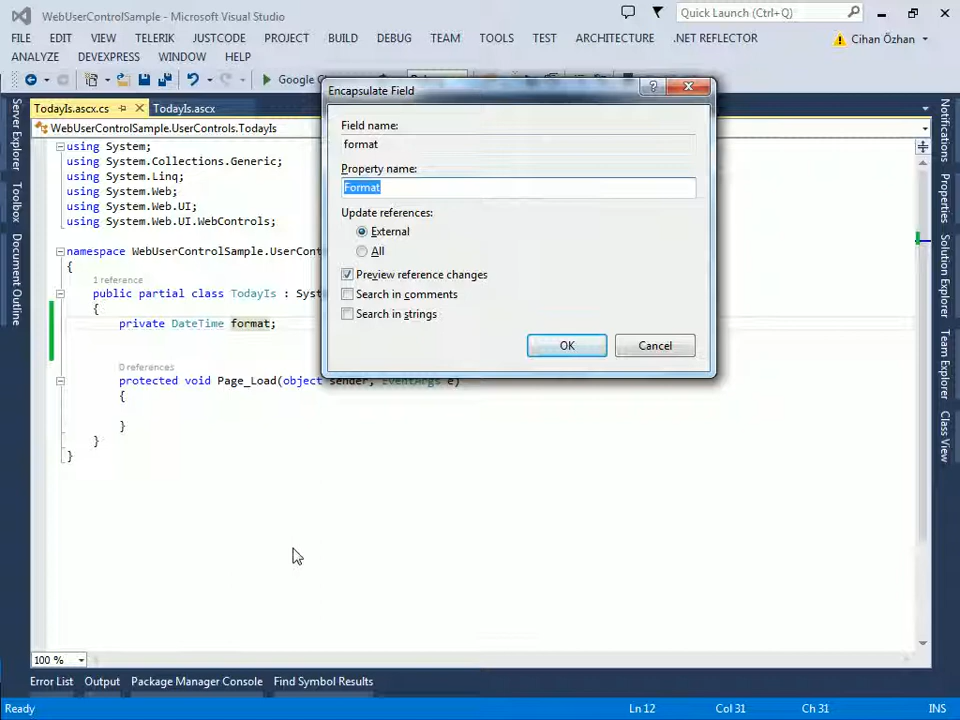 WebUserControlSample - Microsoft Visual Studio
Quick Launch (Ctrl+Q)
FILE EDIT VIEW TELERIK JUSTCODE PROJECT BUILD DEBUG TEAM TOOLS TEST ARCHITECTURE .NET REFLECTOR
Cihan Özhan
ANALYZE DEVEXPRESS WINDOW HELP
Google
TodayIs.ascx.cs
TodayIs.ascx
WebUserControlSample.UserControls.TodayIs
using System;
using System.Collections.Generic;
using System.Linq;
using System.Web;
using System.Web.UI;
using System.Web.UI.WebControls;
namespace WebUserControlSample.UserCont
{
1 reference
public partial class TodayIs : Syst
{
private DateTime format;
0 references
protected void Page_Load(object sender, EventArgs e)
{
}
}
}
Encapsulate Field
Field name:
format
Property name:
Format
Update references:
External
All
Preview reference changes
Search in comments
Search in strings
OK
Cancel
Server Explorer
Toolbox
Document Outline
Notifications
Properties
Solution Explorer
Team Explorer
Class View
100 %
Error List Output Package Manager Console Find Symbol Results
Ready
Ln 12
Col 31
Ch 31
INS